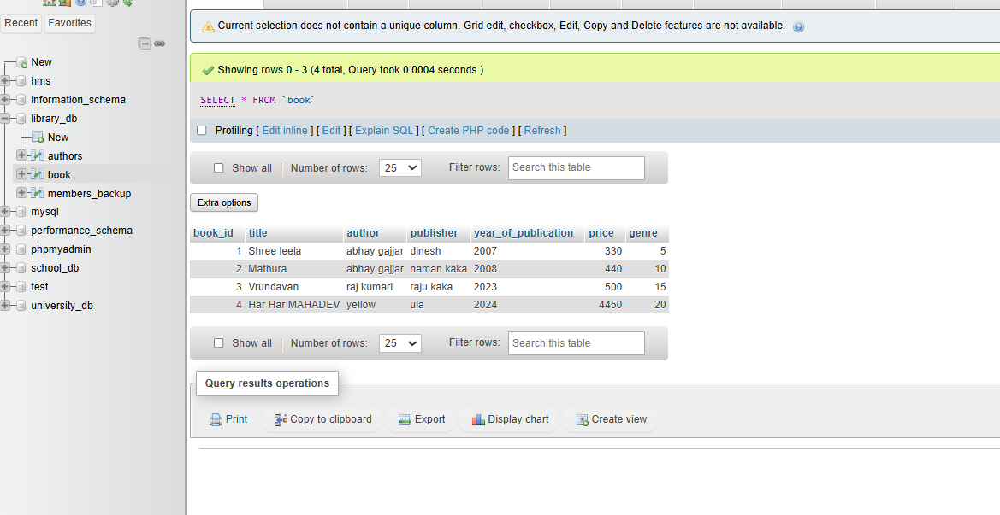 Recent Favorites
New
hms
information_schema
library_db
New
authors
book
members_backup
mysql
performance_schema
phpmyadmin
school_db
test
university_db
Current selection does not contain a unique column. Grid edit, checkbox, Edit, Copy and Delete features are not available.
Showing rows 0 - 3 (4 total, Query took 0.0004 seconds.)
SELECT * FROM `book`
Profiling [ Edit inline ] [ Edit ] [ Explain SQL ] [ Create PHP code ] [ Refresh ]
Show all | Number of rows: 25 Filter rows: Search this table
Extra options
book_id title author publisher year_of_publication price genre
1 Shree leela abhay gajjar dinesh 2007 330 5
2 Mathura abhay gajjar naman kaka 2008 440 10
3 Vrundavan raj kumari raju kaka 2023 500 15
4 Har Har MAHADEV yellow ula 2024 4450 20
Show all | Number of rows: 25 Filter rows: Search this table
Query results operations
Print Copy to clipboard Export Display chart Create view